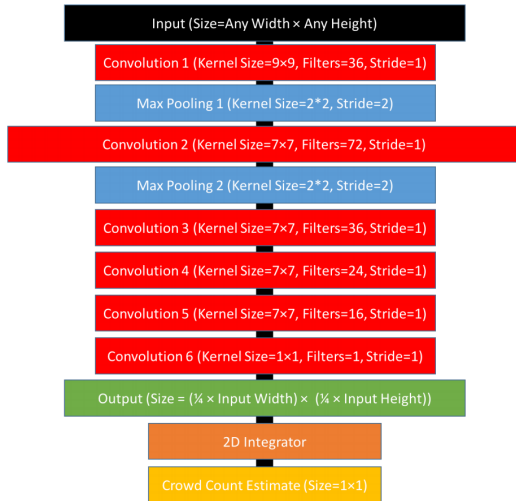 Input (Size=Any Width × Any Height)
Convolution 1 (Kernel Size=9×9, Filters=36, Stride=1)
Max Pooling 1 (Kernel Size=2*2, Stride=2)
Convolution 2 (Kernel Size=7×7, Filters=72, Stride=1)
Max Pooling 2 (Kernel Size=2*2, Stride=2)
Convolution 3 (Kernel Size=7×7, Filters=36, Stride=1)
Convolution 4 (Kernel Size=7×7, Filters=24, Stride=1)
Convolution 5 (Kernel Size=7×7, Filters=16, Stride=1)
Convolution 6 (Kernel Size=1×1, Filters=1, Stride=1)
Output (Size = (¼ × Input Width) × (¼ × Input Height))
2D Integrator
Crowd Count Estimate (Size=1×1)